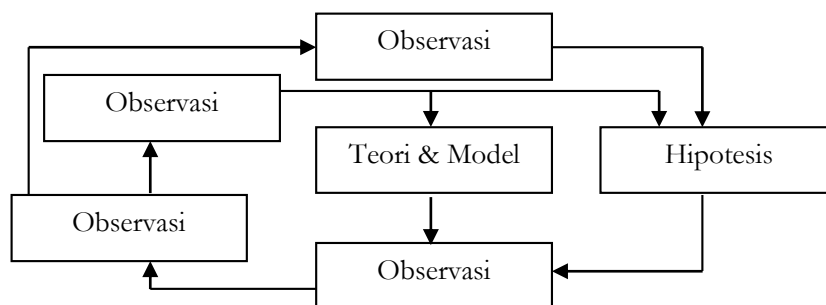 Observasi
Observasi
Teori & Model
Hipotesis
Observasi
Observasi